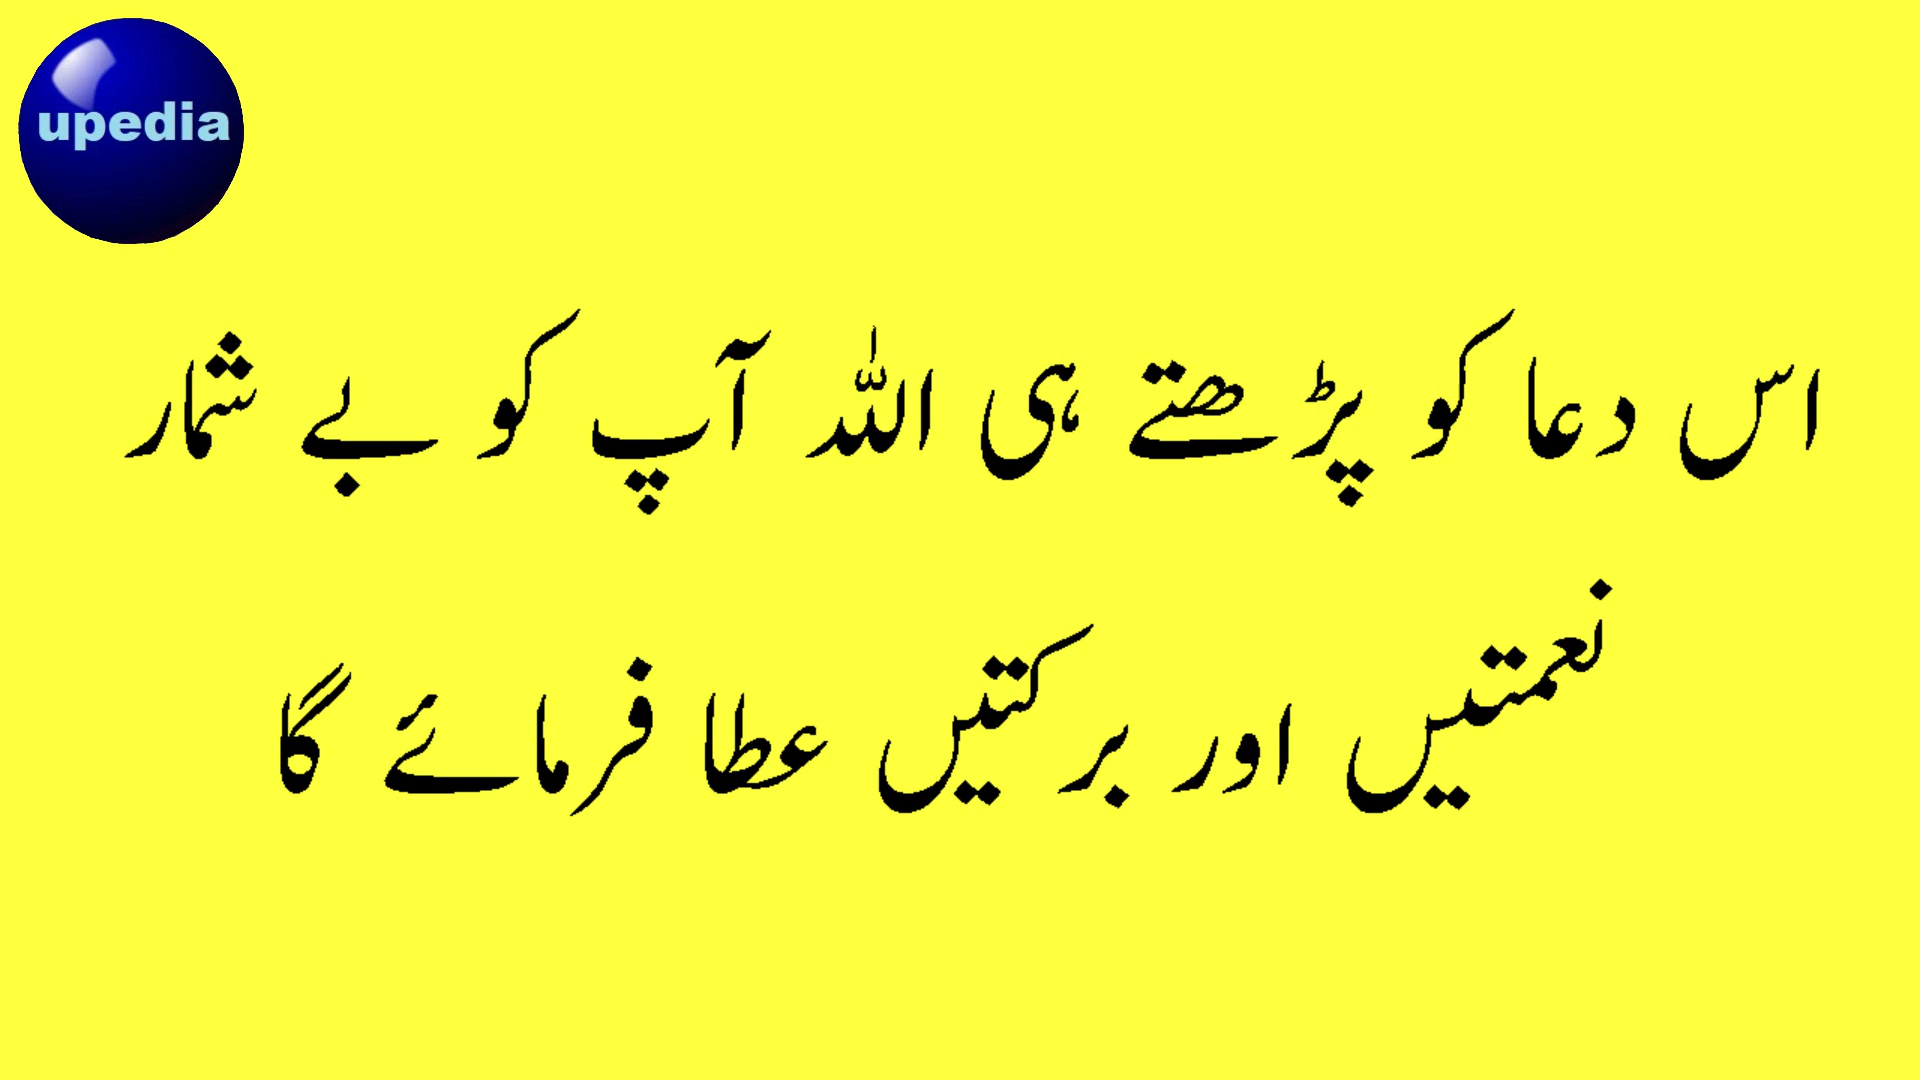 upedia
اس دعا کو پڑھتے ہی اللہ آپ کو بے شمار
نعمتیں اور برکتیں عطا فرمائے گا